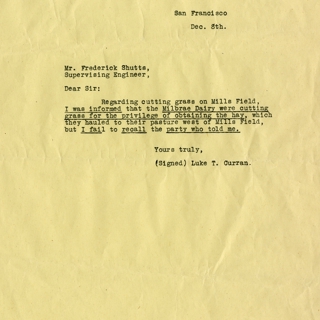 San Francisco
Dec. 8th.
Mr. Frederick Shutts,
Supervising Engineer,
Dear Sir:
Regarding cutting grass on Mills Field,
I was informed that the Milbrae Dairy were cutting
grass for the privilege of obtaining the hay, which
they hauled to their pasture west of Mills Field,
but I fail to recall the party who told me.
Yours truly,
(Signed) Luke T. Curran.